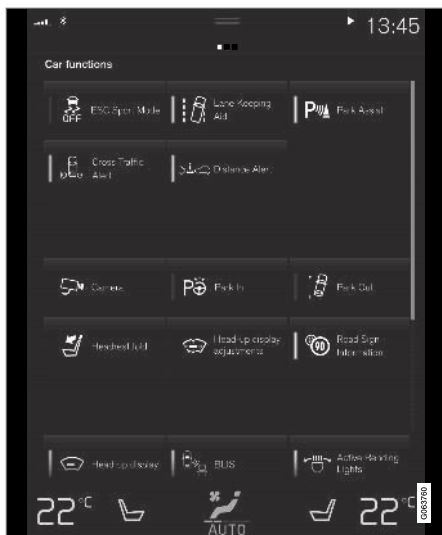 13:45
Car functions
OFF
ESC Sport Mode
Lane Keeping
Aid
P
Park Assist
Cross Traffic
Alert
Distance Alert
Camera
P
Park In
Park Out
Headrest fold
Head-up display
adjustments
90
Road Sign
Information
Head-up display
BLIS
Active Bending
Lights
22°C
AUTO
22°C
G063760